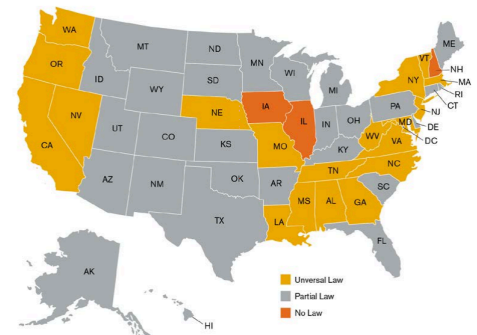 WA
MT
ND
MN
ME
OR
ID
SD
WI
MI
VT
NY
NH
MA
RI
CT
WY
NV
NE
IA
IL
IN
OH
PA
NJ
MD
DE
DC
CA
UT
CO
KS
MO
KY
WV
VA
AZ
NM
OK
AR
TN
NC
SC
MS
AL
GA
TX
LA
FL
AK
HI
Universal Law
Partial Law
No Law